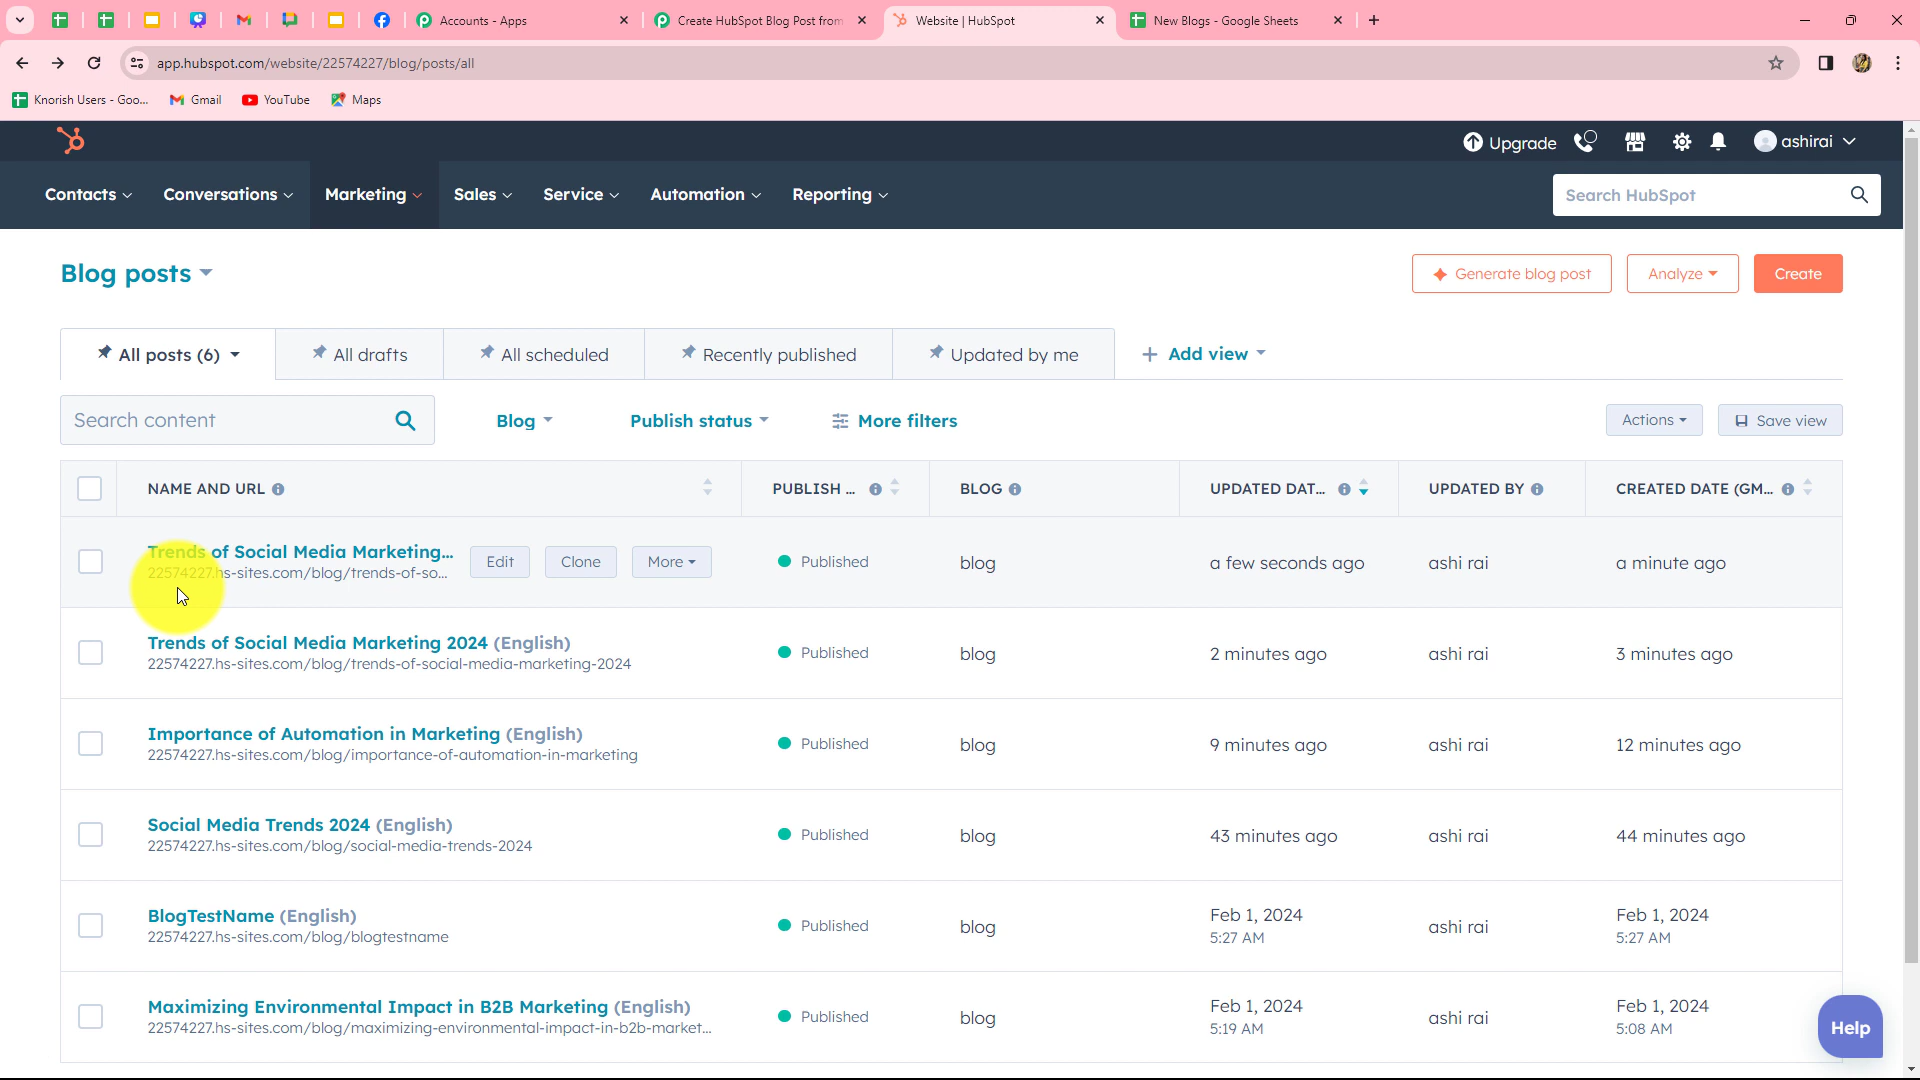 Accounts - Apps
Create HubSpot Blog Post from
Website | HubSpot
New Blogs - Google Sheets
app.hubspot.com/website/22574227/blog/posts/all
Knorish Users - Goo...
Gmail
YouTube
Maps
Upgrade
ashirai
Contacts
Conversations
Marketing
Sales
Service
Automation
Reporting
Search HubSpot
Blog posts
Generate blog post
Analyze
Create
All posts (6)
All drafts
All scheduled
Recently published
Updated by me
+ Add view
Search content
Blog
Publish status
More filters
Actions
Save view
NAME AND URL
PUBLISH ...
BLOG
UPDATED DAT...
UPDATED BY
CREATED DATE (GM...
Trends of Social Media Marketing...
22574227.hs-sites.com/blog/trends-of-so...
Edit
Clone
More
Published
blog
a few seconds ago
ashi rai
a minute ago
Trends of Social Media Marketing 2024 (English)
22574227.hs-sites.com/blog/trends-of-social-media-marketing-2024
Published
blog
2 minutes ago
ashi rai
3 minutes ago
Importance of Automation in Marketing (English)
22574227.hs-sites.com/blog/importance-of-automation-in-marketing
Published
blog
9 minutes ago
ashi rai
12 minutes ago
Social Media Trends 2024 (English)
22574227.hs-sites.com/blog/social-media-trends-2024
Published
blog
43 minutes ago
ashi rai
44 minutes ago
BlogTestName (English)
22574227.hs-sites.com/blog/blogtestname
Published
blog
Feb 1, 2024
5:27 AM
ashi rai
Feb 1, 2024
5:27 AM
Maximizing Environmental Impact in B2B Marketing (English)
22574227.hs-sites.com/blog/maximizing-environmental-impact-in-b2b-market...
Published
blog
Feb 1, 2024
5:19 AM
ashi rai
Feb 1, 2024
5:08 AM
Help